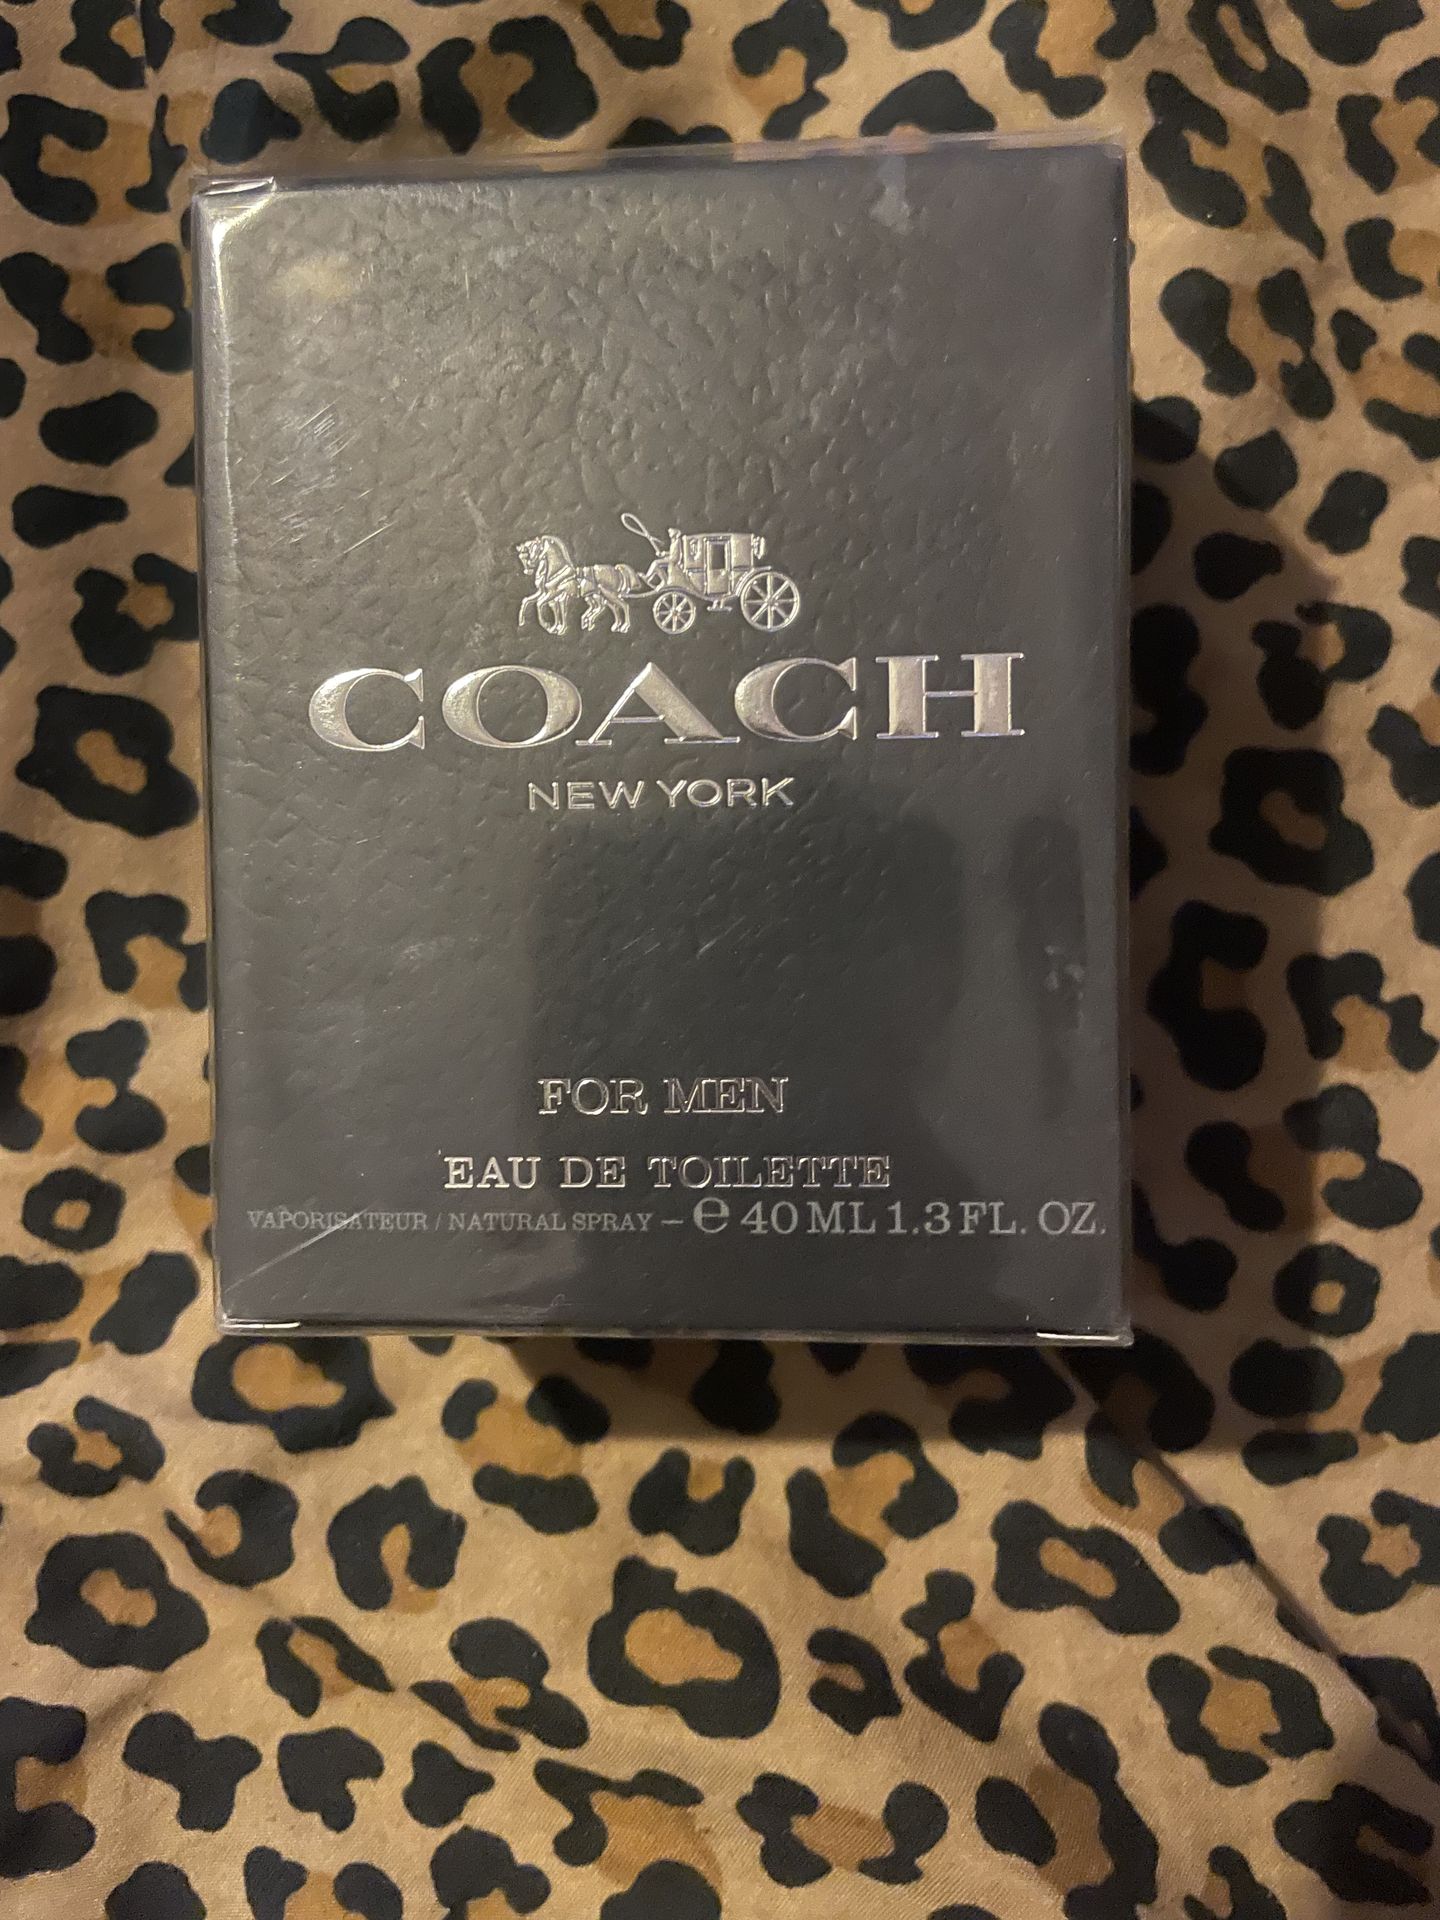 COACH
NEW YORK
FOR MEN
EAU DE TOILETTE
VAPORISATEUR / NATURAL SPRAY – ℮ 40 ML 1.3 FL. OZ.